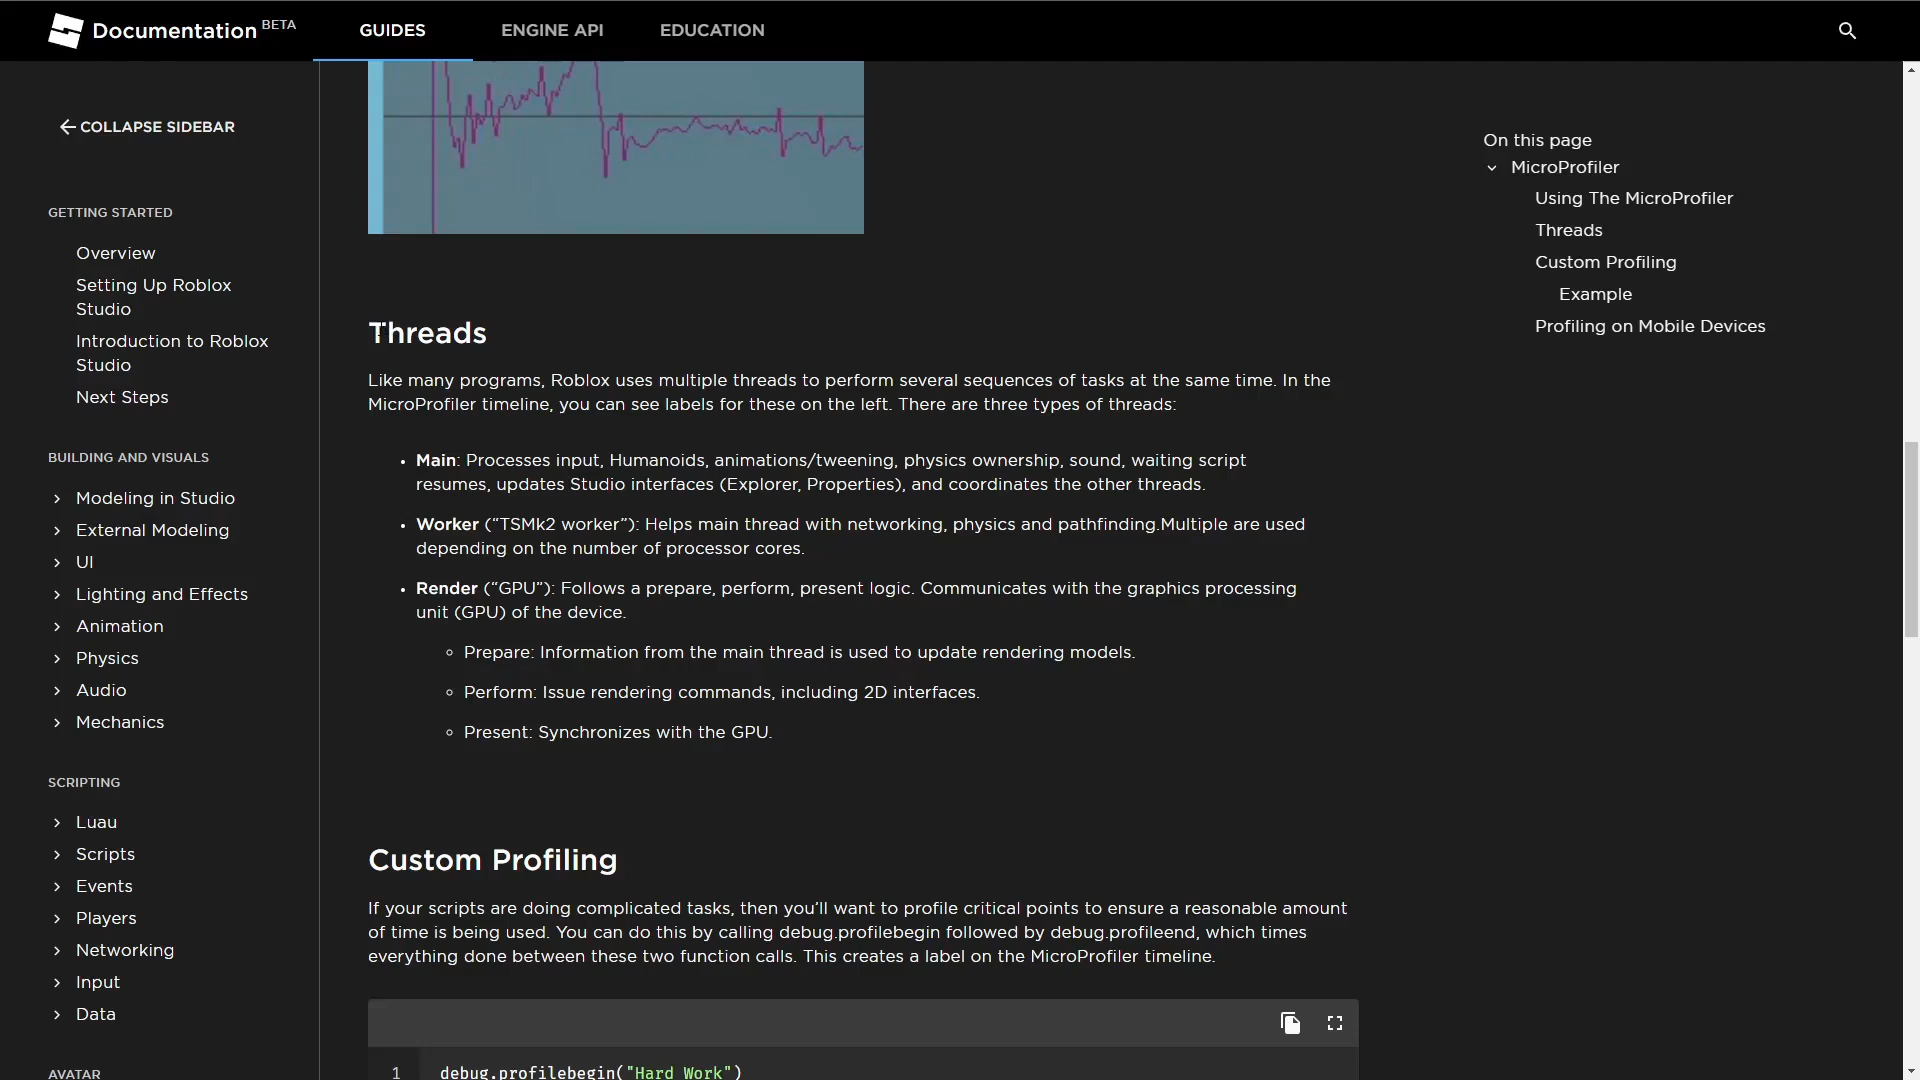 Documentation BETA
GUIDES
ENGINE API
EDUCATION
COLLAPSE SIDEBAR
GETTING STARTED
Overview
Setting Up Roblox
Studio
Introduction to Roblox
Studio
Next Steps
BUILDING AND VISUALS
Modeling in Studio
External Modeling
UI
Lighting and Effects
Animation
Physics
Audio
Mechanics
SCRIPTING
Luau
Scripts
Events
Players
Networking
Input
Data
AVATAR
Threads
Like many programs, Roblox uses multiple threads to perform several sequences of tasks at the same time. In the
MicroProfiler timeline, you can see labels for these on the left. There are three types of threads:
• Main: Processes input, Humanoids, animations/tweening, physics ownership, sound, waiting script
resumes, updates Studio interfaces (Explorer, Properties), and coordinates the other threads.
• Worker (“TSMk2 worker”): Helps main thread with networking, physics and pathfinding.Multiple are used
depending on the number of processor cores.
• Render (“GPU”): Follows a prepare, perform, present logic. Communicates with the graphics processing
unit (GPU) of the device.
◦ Prepare: Information from the main thread is used to update rendering models.
◦ Perform: Issue rendering commands, including 2D interfaces.
◦ Present: Synchronizes with the GPU.
Custom Profiling
If your scripts are doing complicated tasks, then you’ll want to profile critical points to ensure a reasonable amount
of time is being used. You can do this by calling debug.profilebegin followed by debug.profileend, which times
everything done between these two function calls. This creates a label on the MicroProfiler timeline.
1 debug.profilebegin("Hard Work")
On this page
MicroProfiler
Using The MicroProfiler
Threads
Custom Profiling
Example
Profiling on Mobile Devices